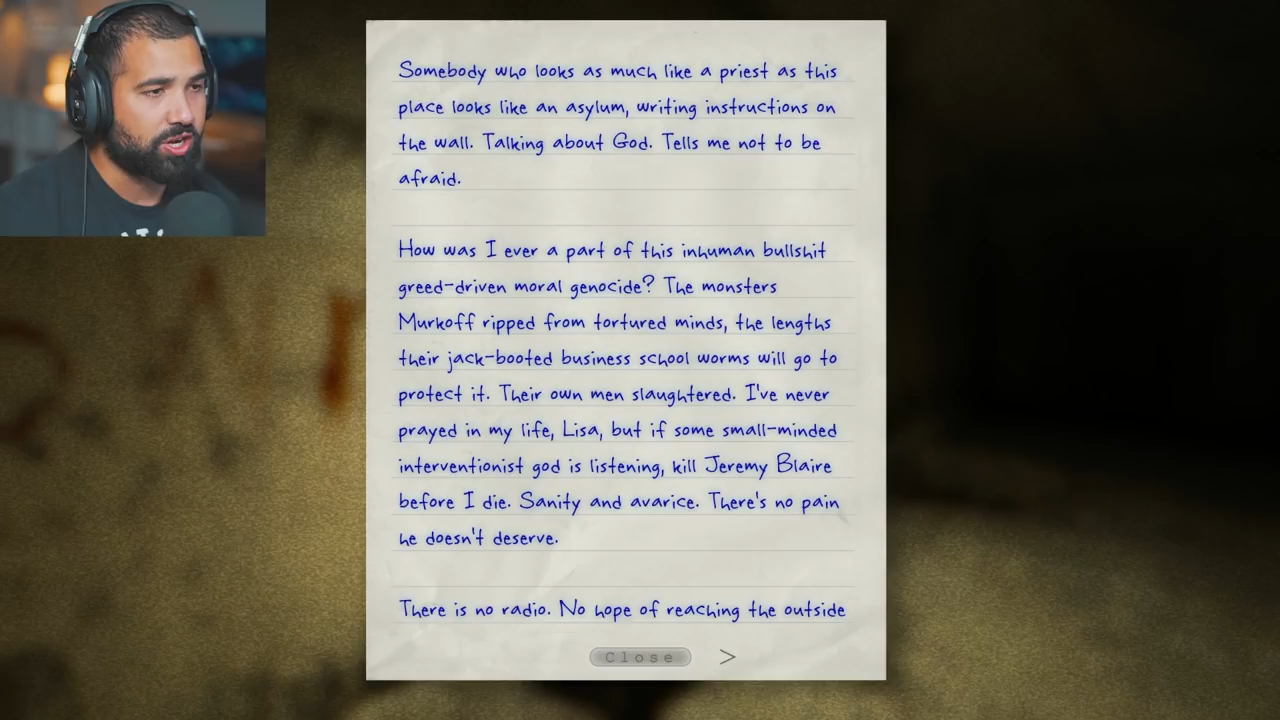 Somebody who looks as much like a priest as this
place looks like an asylum, writing instructions on
the wall. Talking about God. Tells me not to be
afraid.
How was I ever a part of this inhuman bullshit
greed-driven moral genocide? The monsters
Murkoff ripped from tortured minds, the lengths
their jack-booted business school worms will go to
protect it. Their own men slaughtered. I've never
prayed in my life, Lisa, but if some small-minded
interventionist god is listening, kill Jeremy Blaire
before I die. Sanity and avarice. There's no pain
he doesn't deserve.
There is no radio. No hope of reaching the outside
Close >